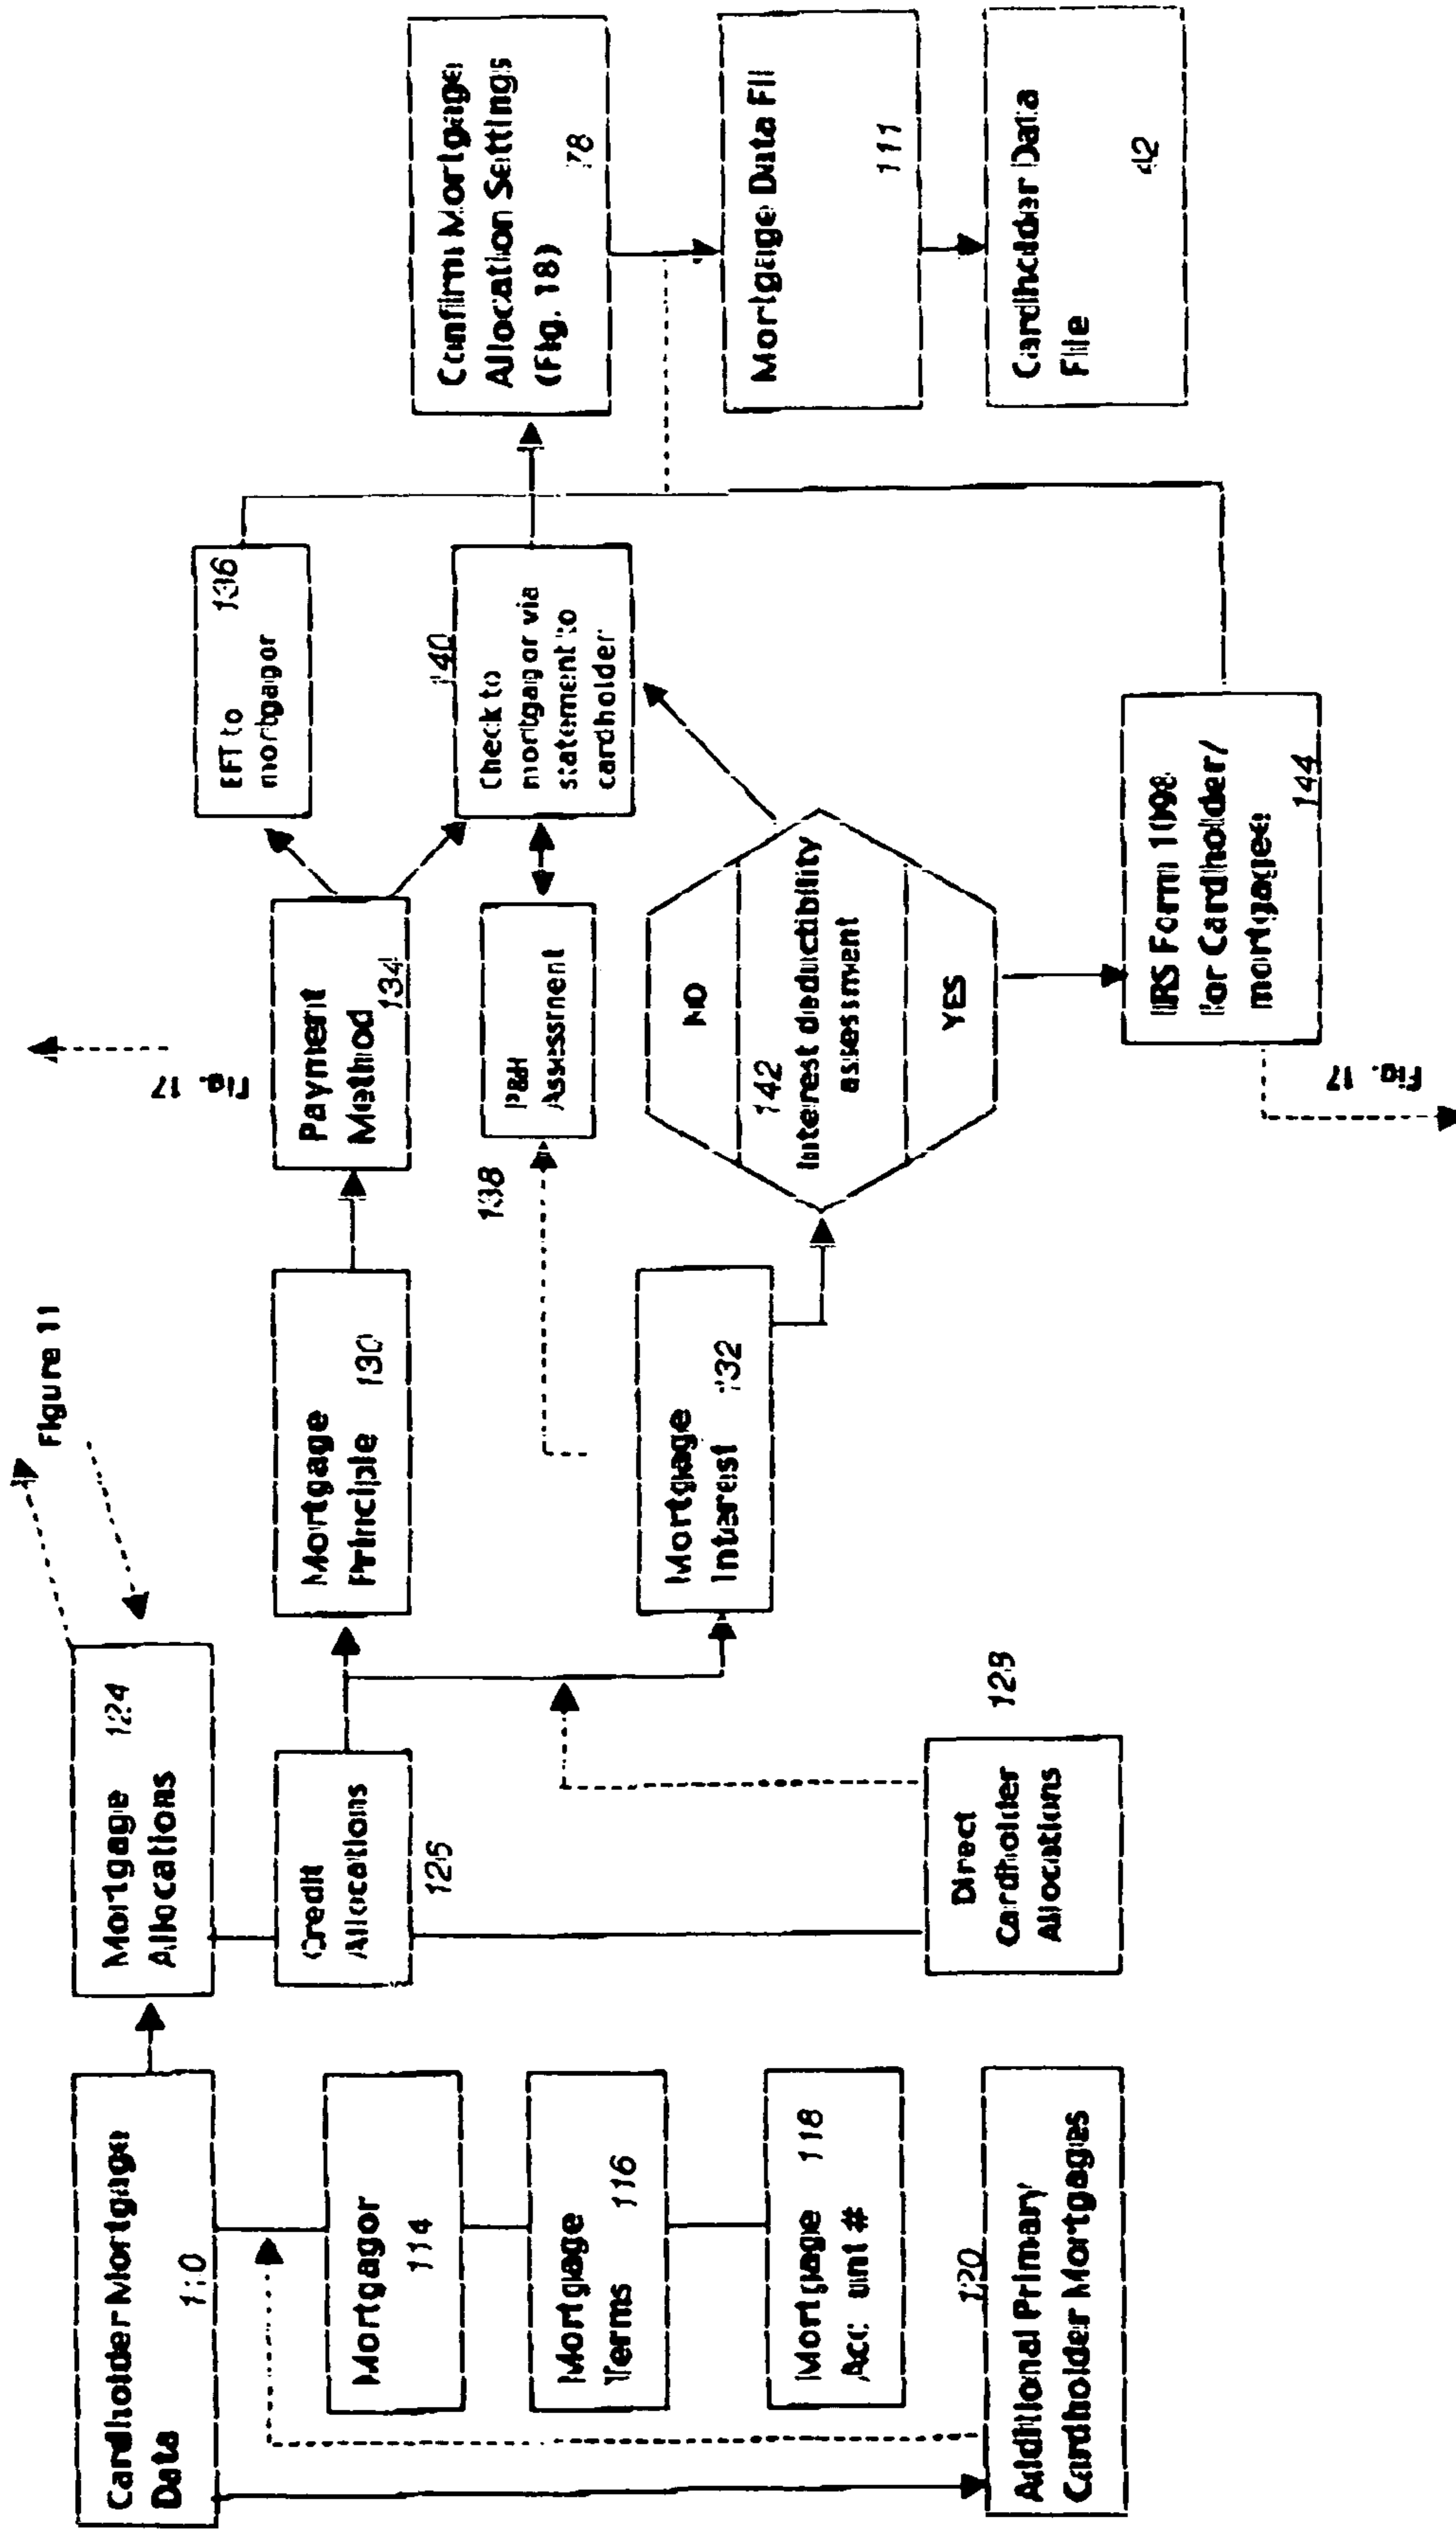 Figure 11
Cardholder Mortgage
Data
110
Mortgagor
114
Mortgage
Terms
116
Mortgage
118
#
120
Additional Primary
Cardholder Mortgages
Mortgage
124
Allocations
Credit
Allocations
126
Direct
Cardholder
Allocations
128
Mortgage
Principle
130
Mortgage
132
Interest
Fig. 17
Payment
Method
134
138
P&H
Assessment
NO
142
Interest deductibility
assessment
YES
EFT to
136
mortgagor
140
Check to
mortgagor via
statement to
cardholder
IRS Form 1098
for Cardholder/
mortgagee
144
Fig. 17
Confirm Mortgage
Allocation Settings
(Fig. 18)
78
Mortgage Data
111
Cardholder Data
File
42